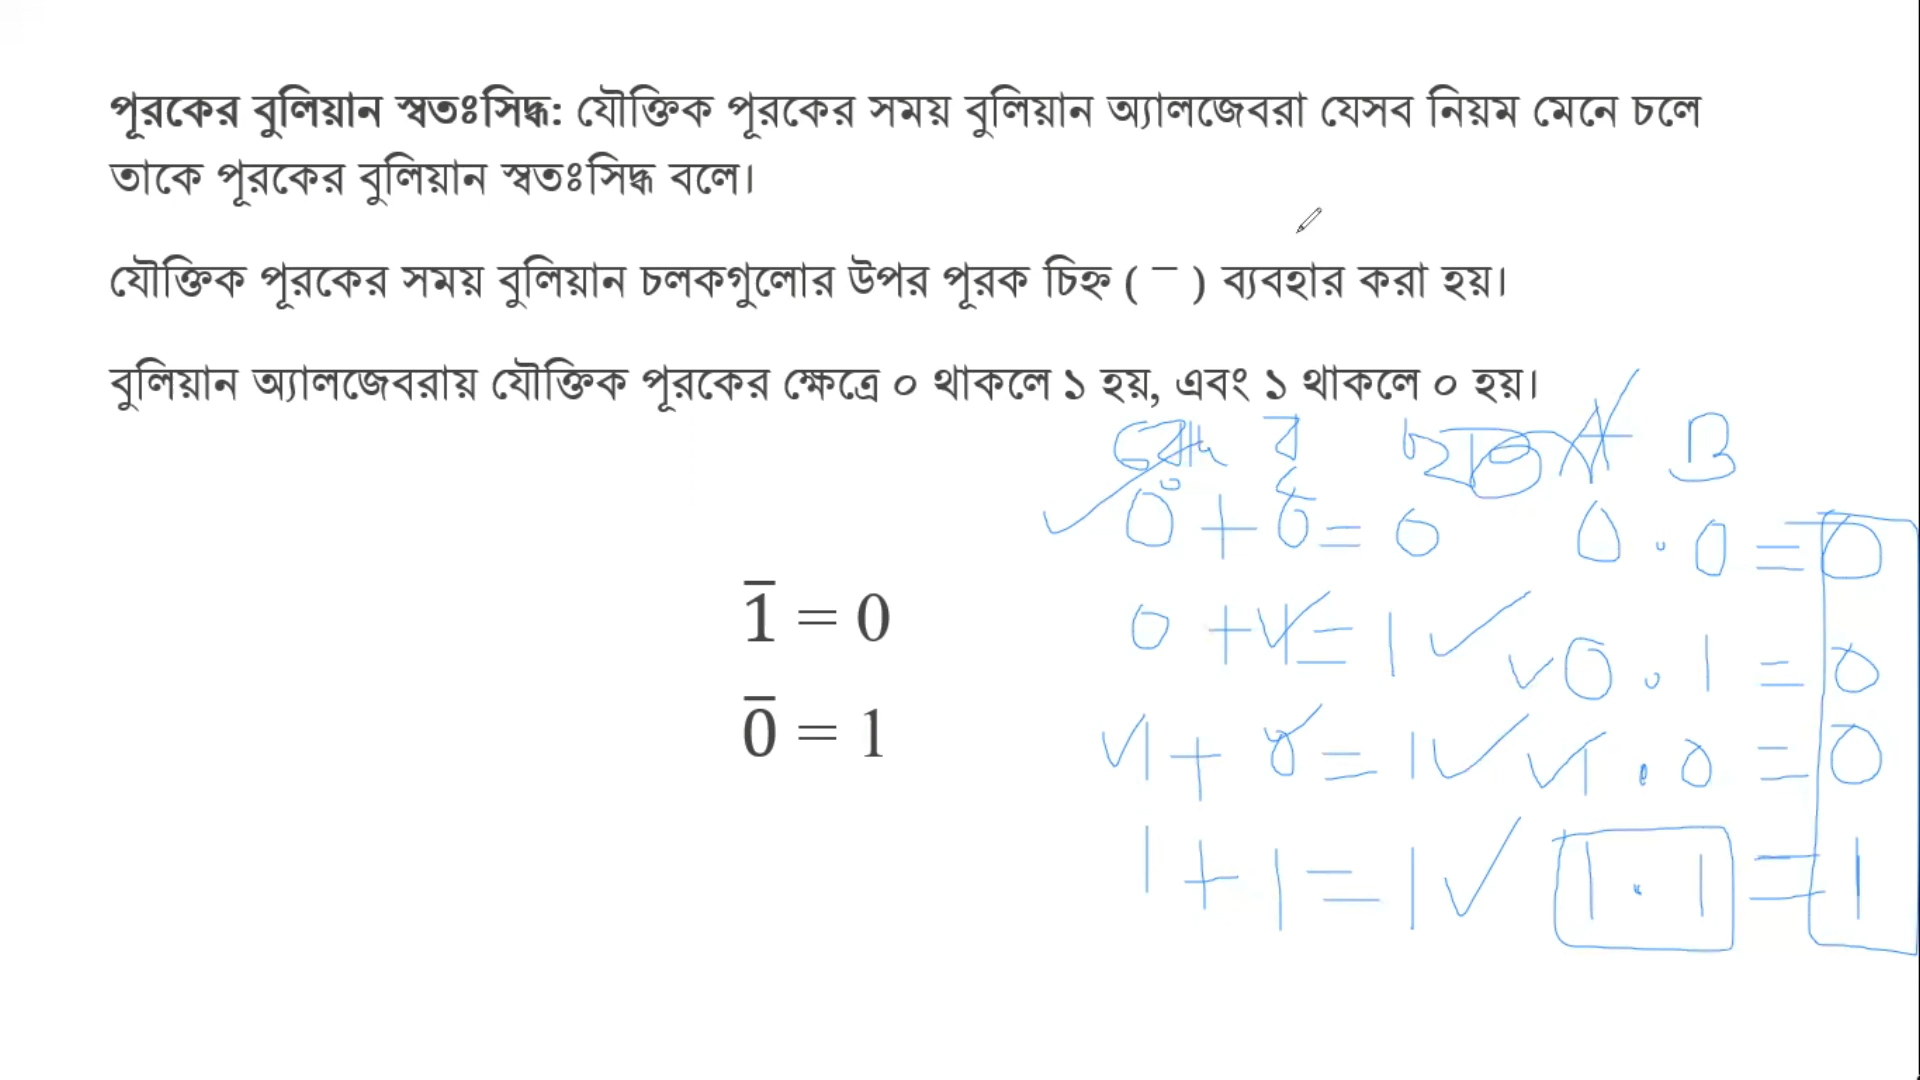 পূরকের বুলিয়ান স্বতঃসিদ্ধ: যৌক্তিক পূরকের সময় বুলিয়ান অ্যালজেবরা যেসব নিয়ম মেনে চলে
তাকে পূরকের বুলিয়ান স্বতঃসিদ্ধ বলে।
যৌক্তিক পূরকের সময় বুলিয়ান চলকগুলোর উপর পূরক চিহ্ন ( ‾ ) ব্যবহার করা হয়।
বুলিয়ান অ্যালজেবরায় যৌক্তিক পূরকের ক্ষেত্রে ০ থাকলে ১ হয়, এবং ১ থাকলে ০ হয়।
A B
0 + 0 = 0 0 . 0 = 0
1̅ = 0
0 + 1 = 1 0 . 1 = 0
0̅ = 1
1 + 0 = 1 1 . 0 = 0
1 + 1 = 1 1 . 1 = 1